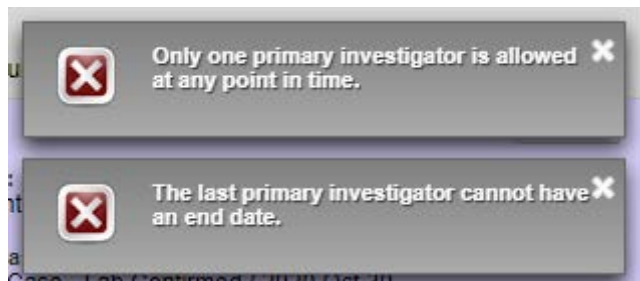 Only one primary investigator is allowed
at any point in time.
The last primary investigator cannot have
an end date.